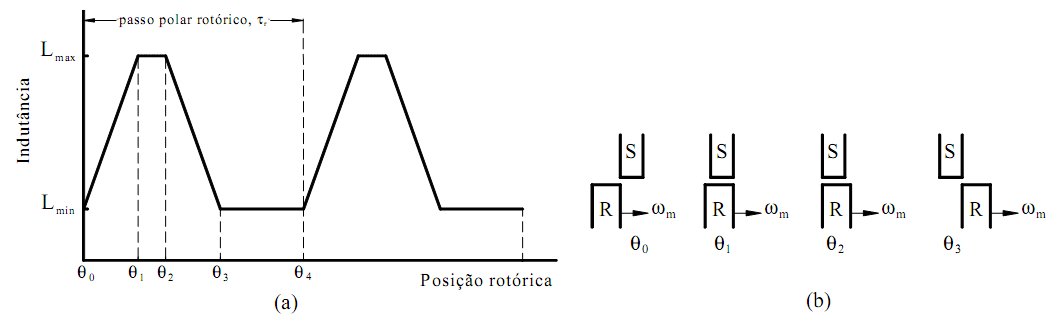 passo polar rotórico, τr
Lmax
Indutância
Lmin
θ0 θ1 θ2 θ3 θ4
Posição rotórica
(a)
S S S S
R ωm R ωm R ωm R ωm
θ0 θ1 θ2 θ3
(b)